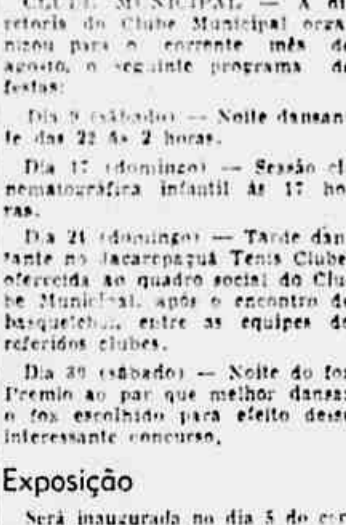 CLUBE MUNICIPAL — A di
retoria do Clube Municipal orga
nizou para o corrente mês de
agosto, o seguinte programa de
festas:
Dia 9 (sábado) — Noite dansan
te das 22 às 2 horas.
Dia 17 (domingo) — Sessão ci
nematográfica infantil às 17 ho
ras.
Dia 24 (domingo) — Tarde dan
sante no Jacarepaguá Tenis Clube
oferecida ao quadro social do Clu
be Municipal, após o encontro de
basquetebol, entre as equipes do
referidos clubes.
Dia 30 (sábado) — Noite do fox
Premio ao par que melhor dansar
o fox escolhido para efeito desse
interessante concurso.
Exposição
Será inaugurada no dia 5 do cor